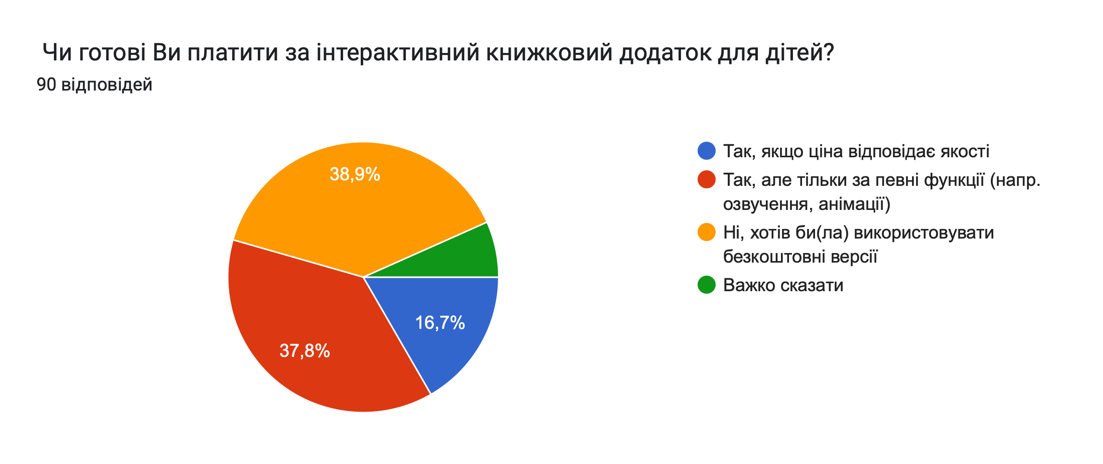 Чи готові Ви платити за інтерактивний книжковий додаток для дітей?
90 відповідей
38,9%
16,7%
37,8%
Так, якщо ціна відповідає якості
Так, але тільки за певні функції (напр.
озвучення, анімації)
Ні, хотів би(ла) використовувати
безкоштовні версії
Важко сказати